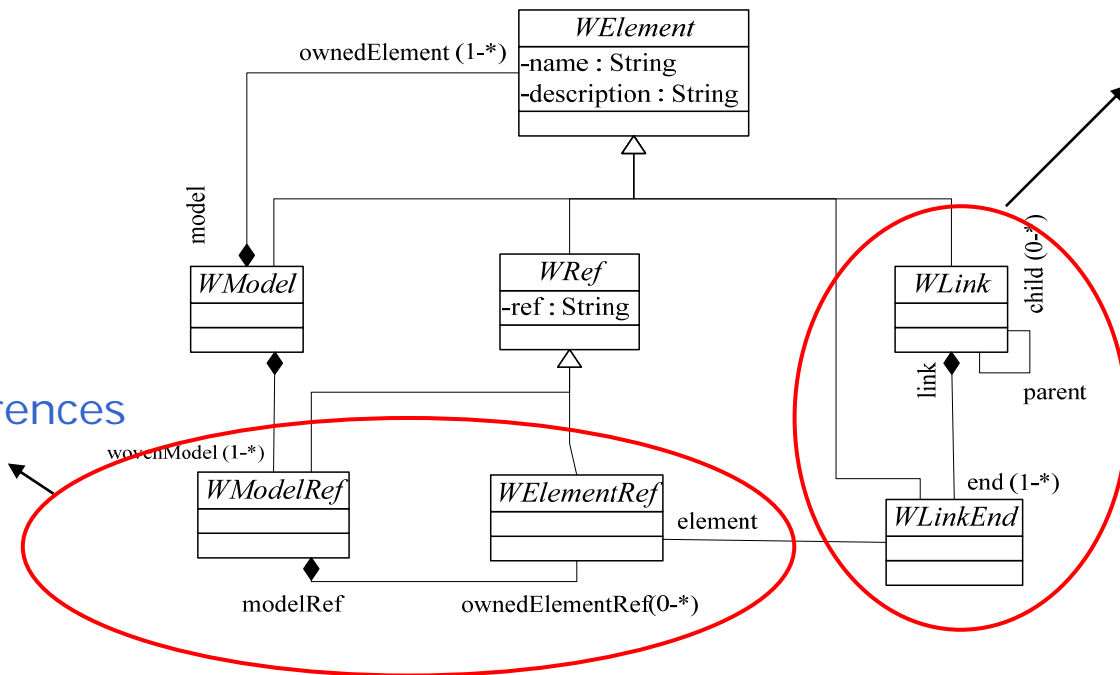 WElement
ownedElement (1-*)
-name : String
-description : String
model
WModel
WRef
-ref : String
WLink
child (0-*)
link
parent
rences
wovenModel (1-*)
WModelRef
WElementRef
element
end (1-*)
WLinkEnd
modelRef
ownedElementRef(0-*)